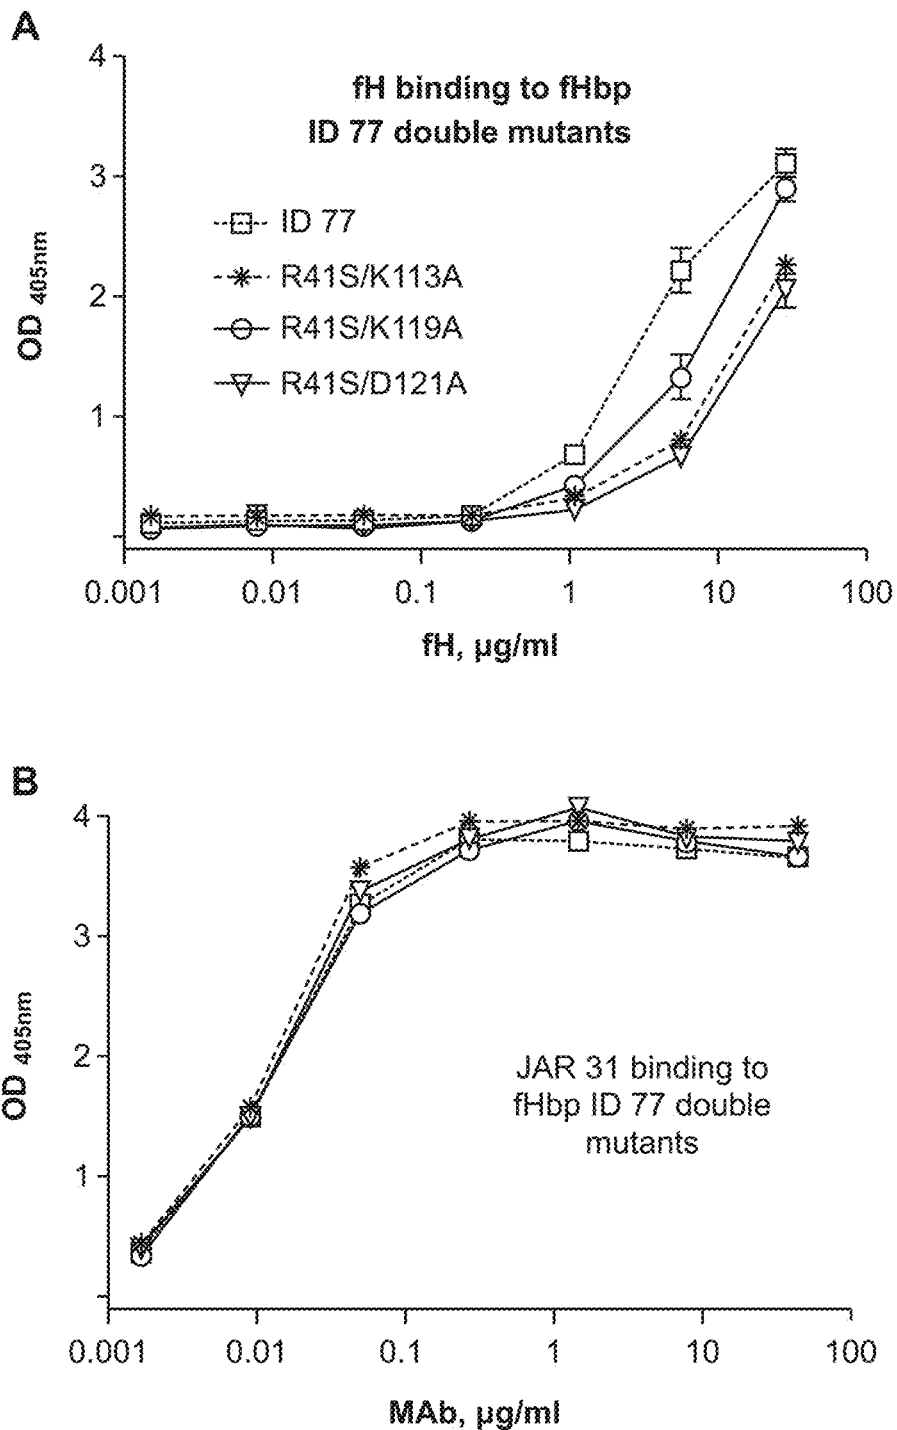 A
fH binding to fHbp
ID 77 double mutants
ID 77
R41S/K113A
R41S/K119A
R41S/D121A
4
3
2
1
OD 405nm
0.001 0.01 0.1 1 10 100
fH, µg/ml
B
4
3
2
1
OD 405nm
JAR 31 binding to
fHbp ID 77 double
mutants
0.001 0.01 0.1 1 10 100
MAb, µg/ml